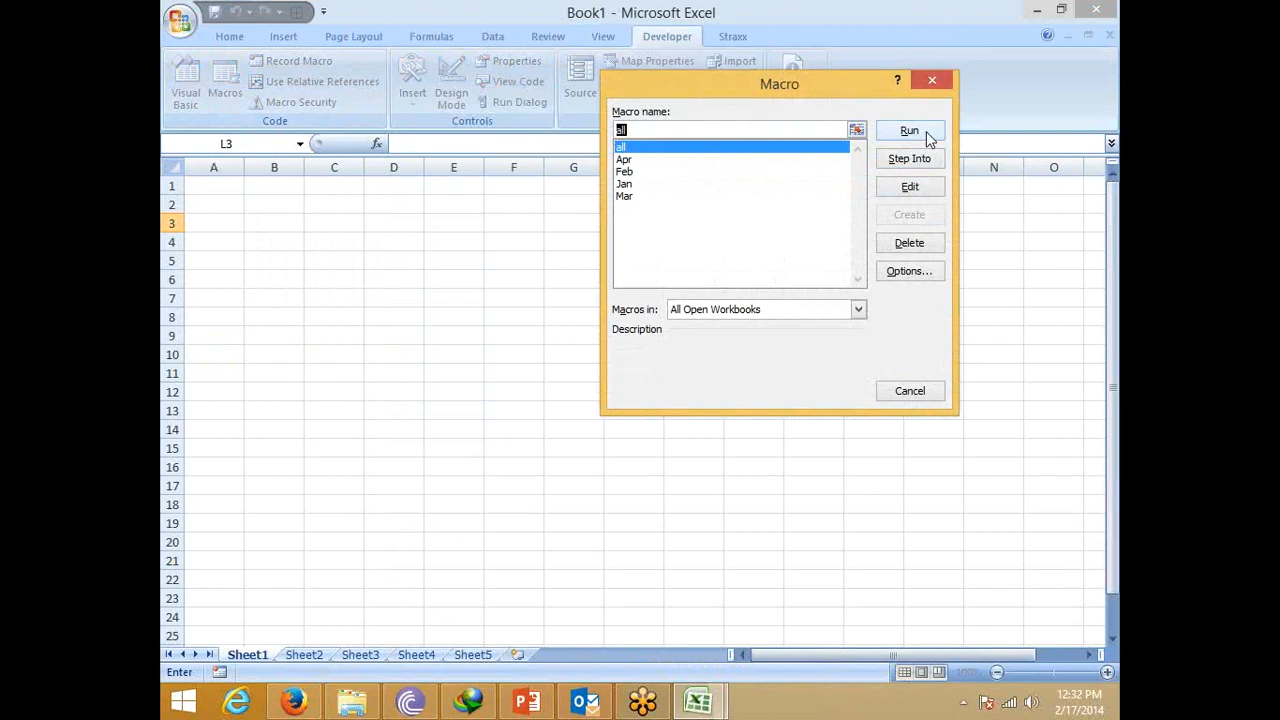 Book1 - Microsoft Excel
Home Insert Page Layout Formulas Data Review View Developer Straxx
Visual Basic
Macros
Record Macro
Use Relative References
Macro Security
Code
Insert
Design Mode
Properties
View Code
Run Dialog
Controls
Source
Map Properties
Import
L3
fx
Macro
?
Macro name:
all
all
Apr
Feb
Jan
Mar
Run
Step Into
Edit
Create
Delete
Options...
Macros in: All Open Workbooks
Description
Cancel
A B C D E F G N O
1
2
3
4
5
6
7
8
9
10
11
12
13
14
15
16
17
18
19
20
21
22
23
24
25
Sheet1 Sheet2 Sheet3 Sheet4 Sheet5
Enter
100%
12:32 PM
2/17/2014